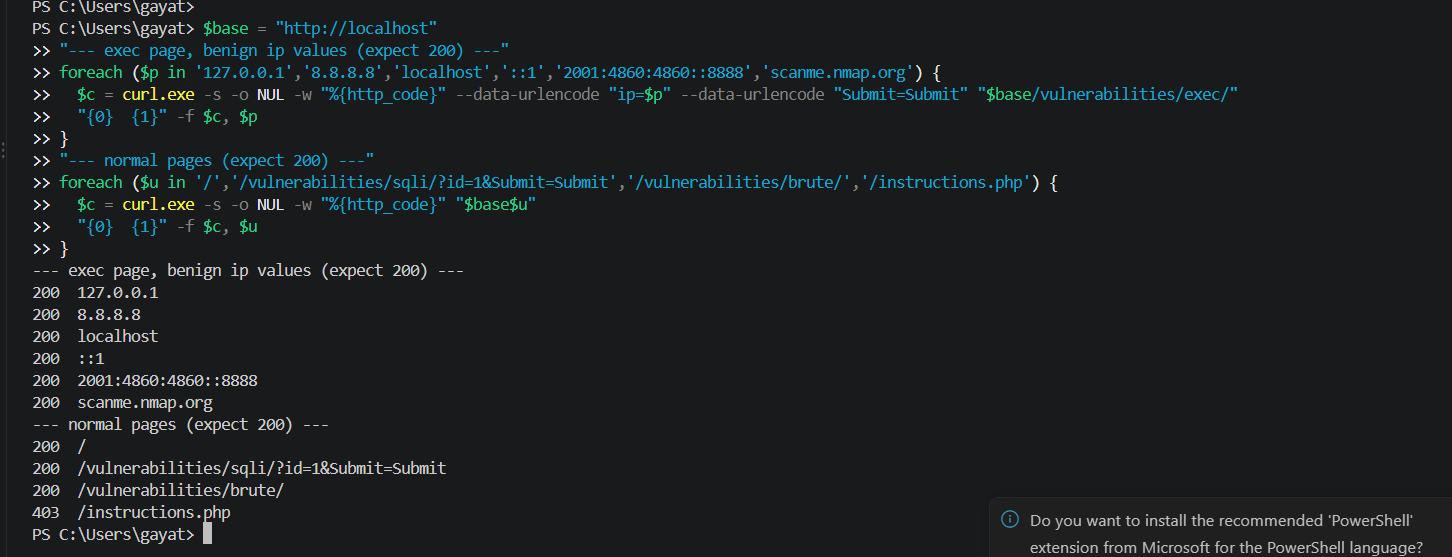 PS C:\Users\gayat>
PS C:\Users\gayat> $base = "http://localhost"
>> "--- exec page, benign ip values (expect 200) ---"
>> foreach ($p in '127.0.0.1','8.8.8.8','localhost','::1','2001:4860:4860::8888','scanme.nmap.org') {
>>   $c = curl.exe -s -o NUL -w "%{http_code}" --data-urlencode "ip=$p" --data-urlencode "Submit=Submit" "$base/vulnerabilities/exec/"
>>   "{0}  {1}" -f $c, $p
>> }
>> "--- normal pages (expect 200) ---"
>> foreach ($u in '/','/vulnerabilities/sqli/?id=1&Submit=Submit','/vulnerabilities/brute/','/instructions.php') {
>>   $c = curl.exe -s -o NUL -w "%{http_code}" "$base$u"
>>   "{0}  {1}" -f $c, $u
>> }
--- exec page, benign ip values (expect 200) ---
200  127.0.0.1
200  8.8.8.8
200  localhost
200  ::1
200  2001:4860:4860::8888
200  scanme.nmap.org
--- normal pages (expect 200) ---
200  /
200  /vulnerabilities/sqli/?id=1&Submit=Submit
200  /vulnerabilities/brute/
403  /instructions.php
PS C:\Users\gayat>
Do you want to install the recommended 'PowerShell'
extension from Microsoft for the PowerShell language?